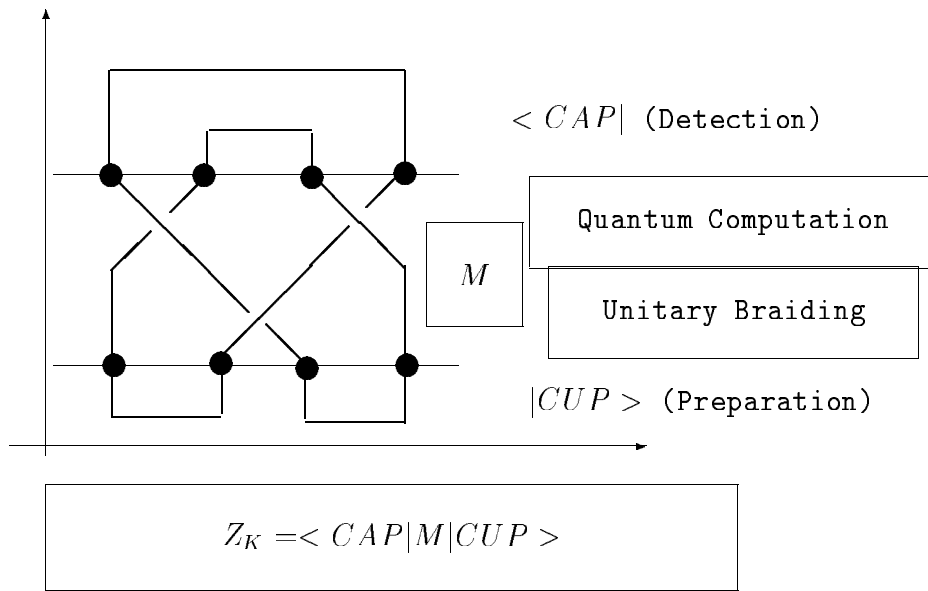 < CAP| (Detection)
Quantum Computation
M
Unitary Braiding
|CUP > (Preparation)
Z_K =< CAP|M|CUP >